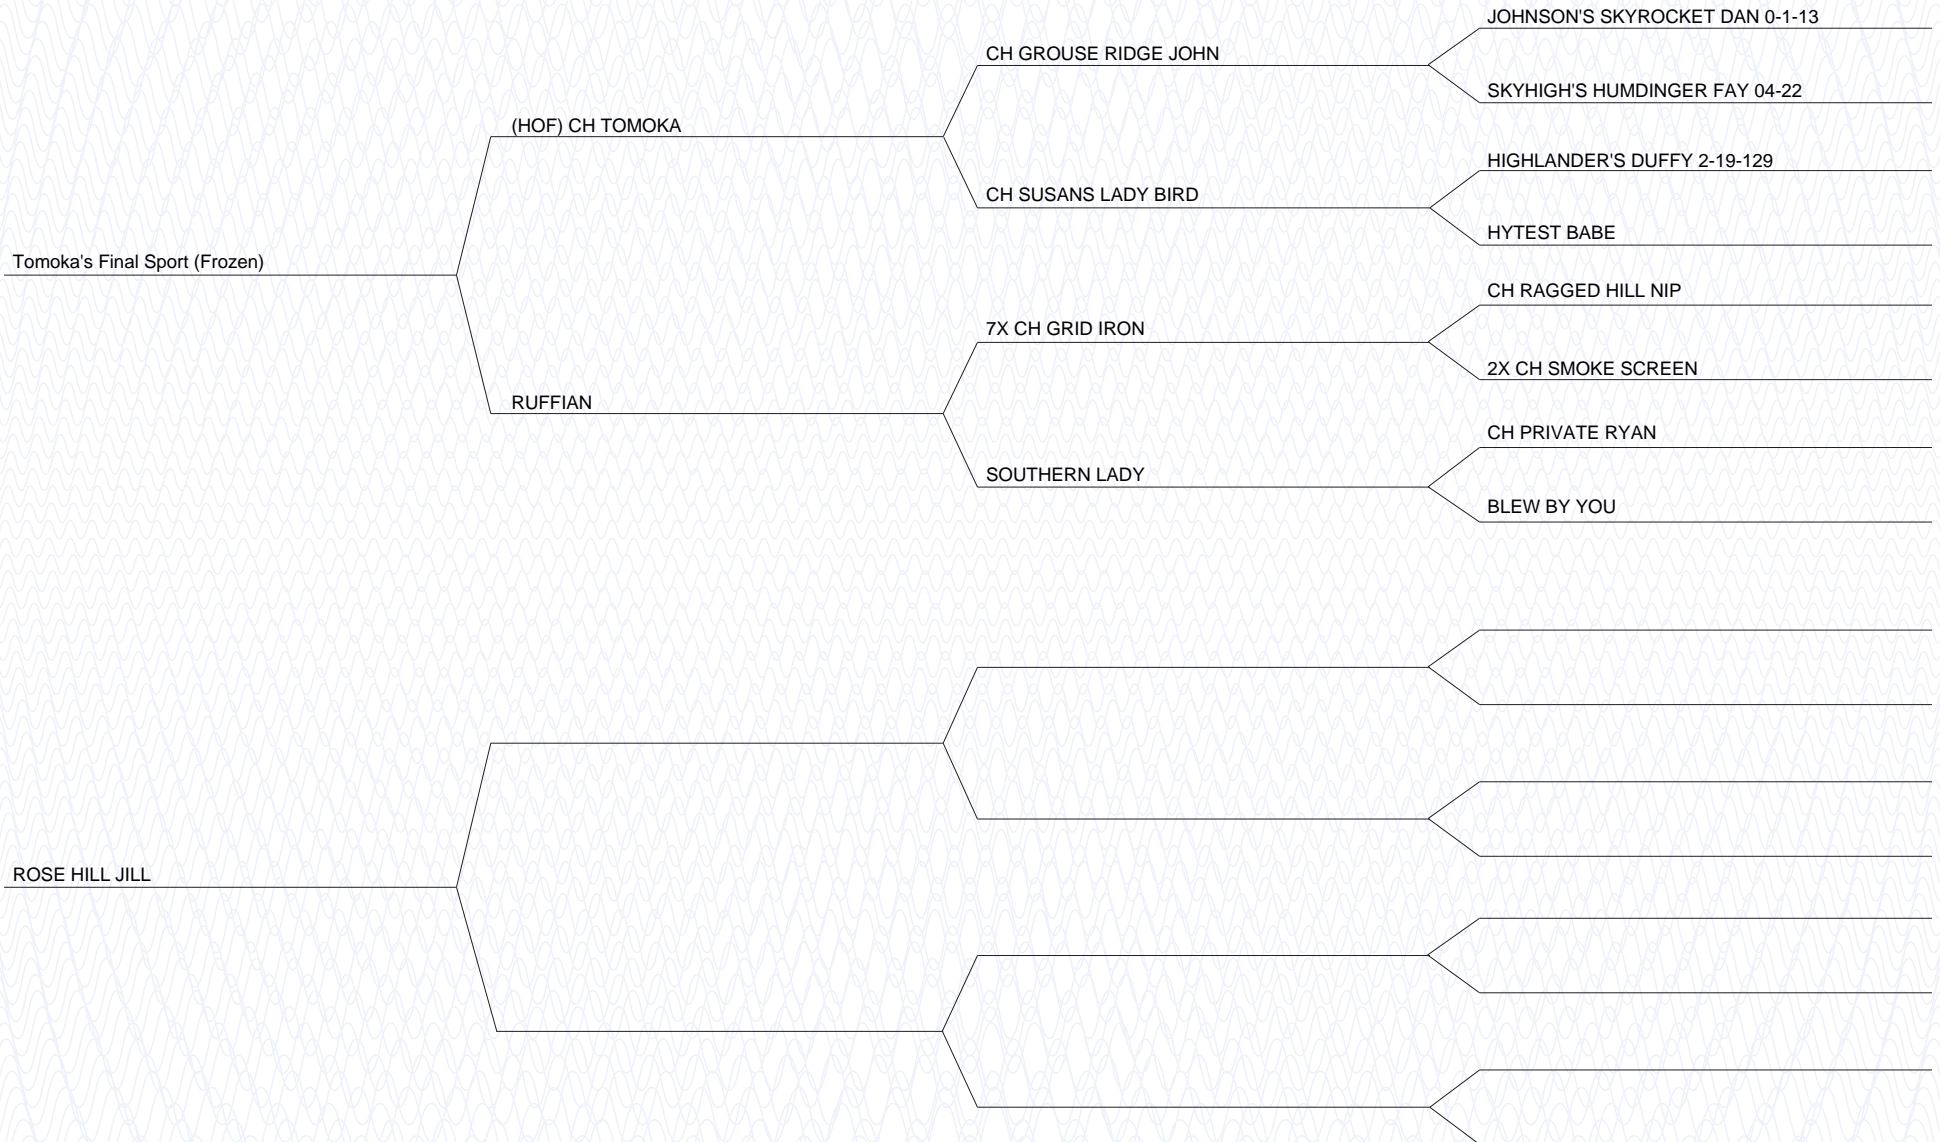 JOHNSON'S SKYROCKET DAN 0-1-13
CH GROUSE RIDGE JOHN
SKYHIGH'S HUMDINGER FAY 04-22
(HOF) CH TOMOKA
HIGHLANDER'S DUFFY 2-19-129
CH SUSANS LADY BIRD
HYTEST BABE
Tomoka's Final Sport (Frozen)
CH RAGGED HILL NIP
7X CH GRID IRON
2X CH SMOKE SCREEN
RUFFIAN
CH PRIVATE RYAN
SOUTHERN LADY
BLEW BY YOU
ROSE HILL JILL